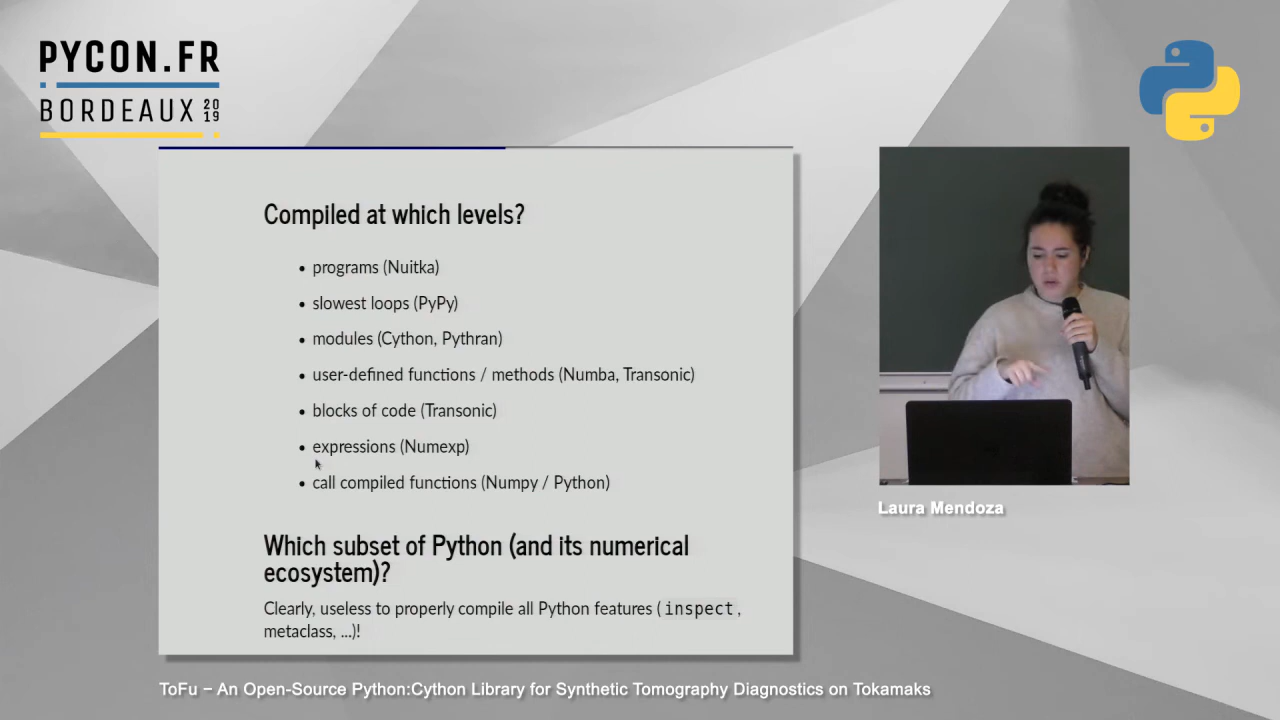 PYCON.FR
BORDEAUX 2019
Compiled at which levels?
• programs (Nuitka)
• slowest loops (PyPy)
• modules (Cython, Pythran)
• user-defined functions / methods (Numba, Transonic)
• blocks of code (Transonic)
• expressions (Numexp)
• call compiled functions (Numpy / Python)
Which subset of Python (and its numerical
ecosystem)?
Clearly, useless to properly compile all Python features ( inspect ,
metaclass, ...)!
Laura Mendoza
ToFu – An Open-Source Python:Cython Library for Synthetic Tomography Diagnostics on Tokamaks